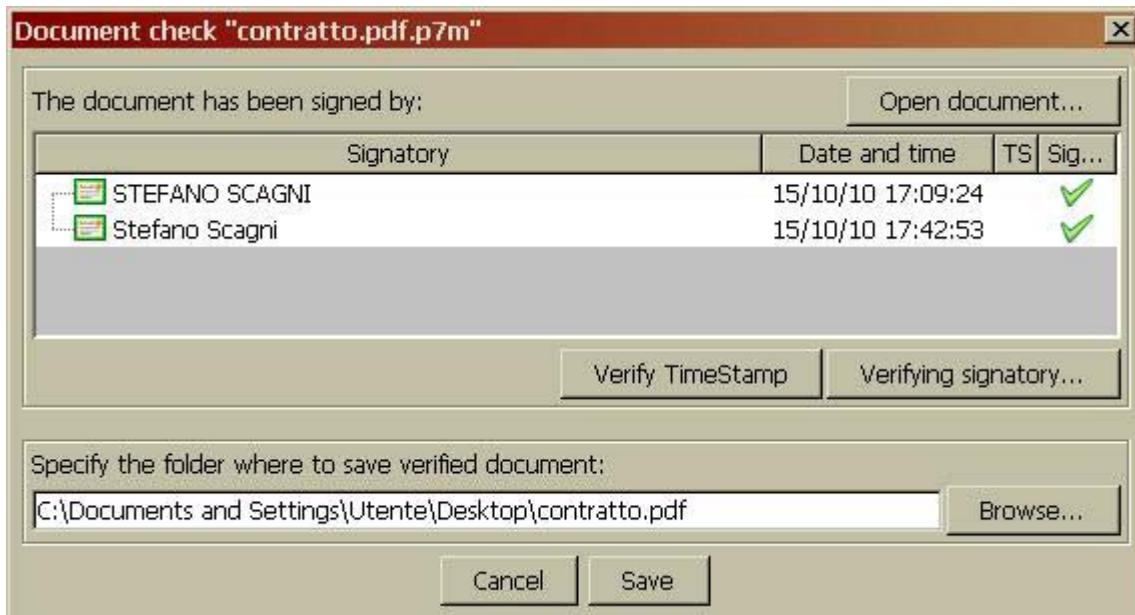 Document check "contratto.pdf.p7m"
The document has been signed by:
Open document...
Signatory Date and time TS Sig...
STEFANO SCAGNI 15/10/10 17:09:24
Stefano Scagni 15/10/10 17:42:53
Verify TimeStamp Verifying signatory...
Specify the folder where to save verified document:
C:\Documents and Settings\Utente\Desktop\contratto.pdf Browse...
Cancel Save